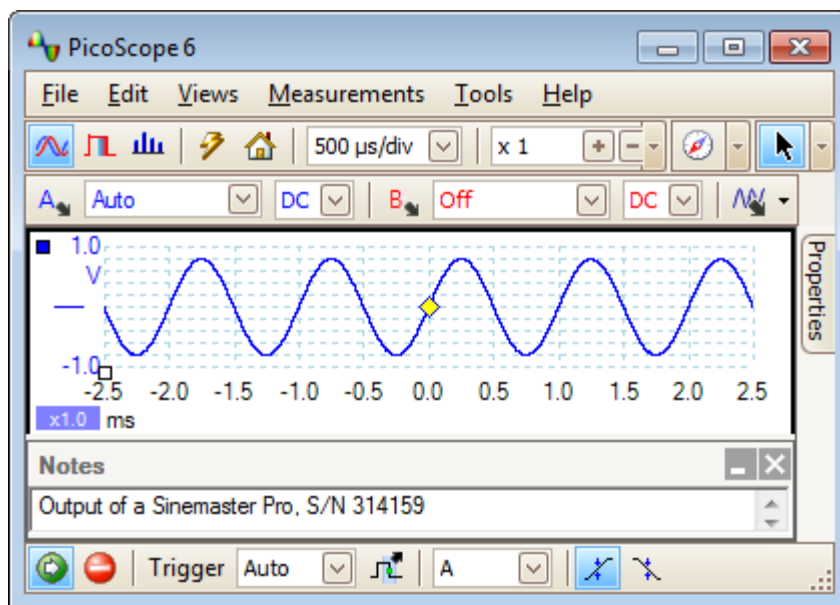 PicoScope 6
File Edit Views Measurements Tools Help
500 µs/div x 1
A Auto DC B Off DC
1.0
V
-1.0
-2.5 -2.0 -1.5 -1.0 -0.5 0.0 0.5 1.0 1.5 2.0 2.5
x1.0 ms
Properties
Notes
Output of a Sinemaster Pro, S/N 314159
Trigger Auto A